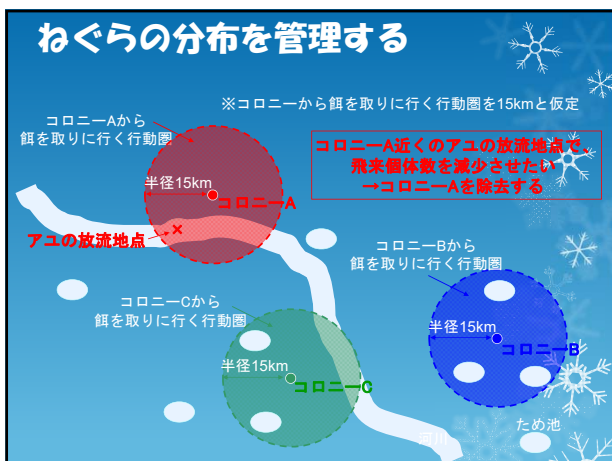 ねぐらの分布を管理する
※コロニーから餌を取りに行く行動圏を15kmと仮定
コロニーAから
餌を取りに行く行動圏
コロニーA近くのアユの放流地点で、
飛来個体数を減少させたい
→コロニーAを除去する
半径15km
コロニーA
アユの放流地点
コロニーBから
餌を取りに行く行動圏
コロニーCから
餌を取りに行く行動圏
半径15km
コロニーB
半径15km
コロニーC
ため池
河川